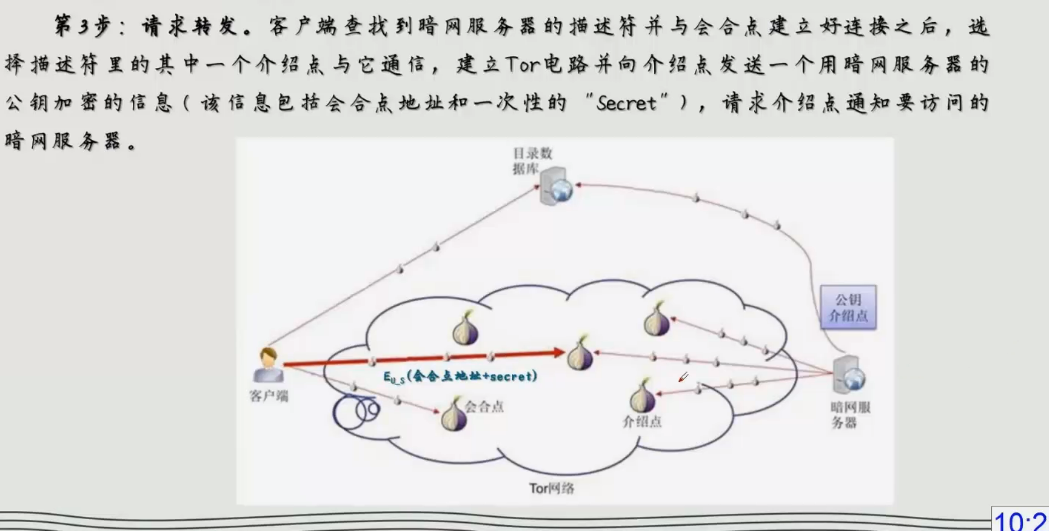 第3步：请求转发。客户端查找到暗网服务器的描述符并与会合点建立好连接之后，选
择描述符里的其中一个介绍点与它通信，建立Tor电路并向介绍点发送一个用暗网服务器的
公钥加密的信息（该信息包括会合点地址和一次性的“Secret”），请求介绍点通知要访问的
暗网服务器。
目录数
据库
公钥
介绍点
E_{U_S}(会合点地址+secret)
客户端
会合点
介绍点
暗网服
务器
Tor网络
10:2